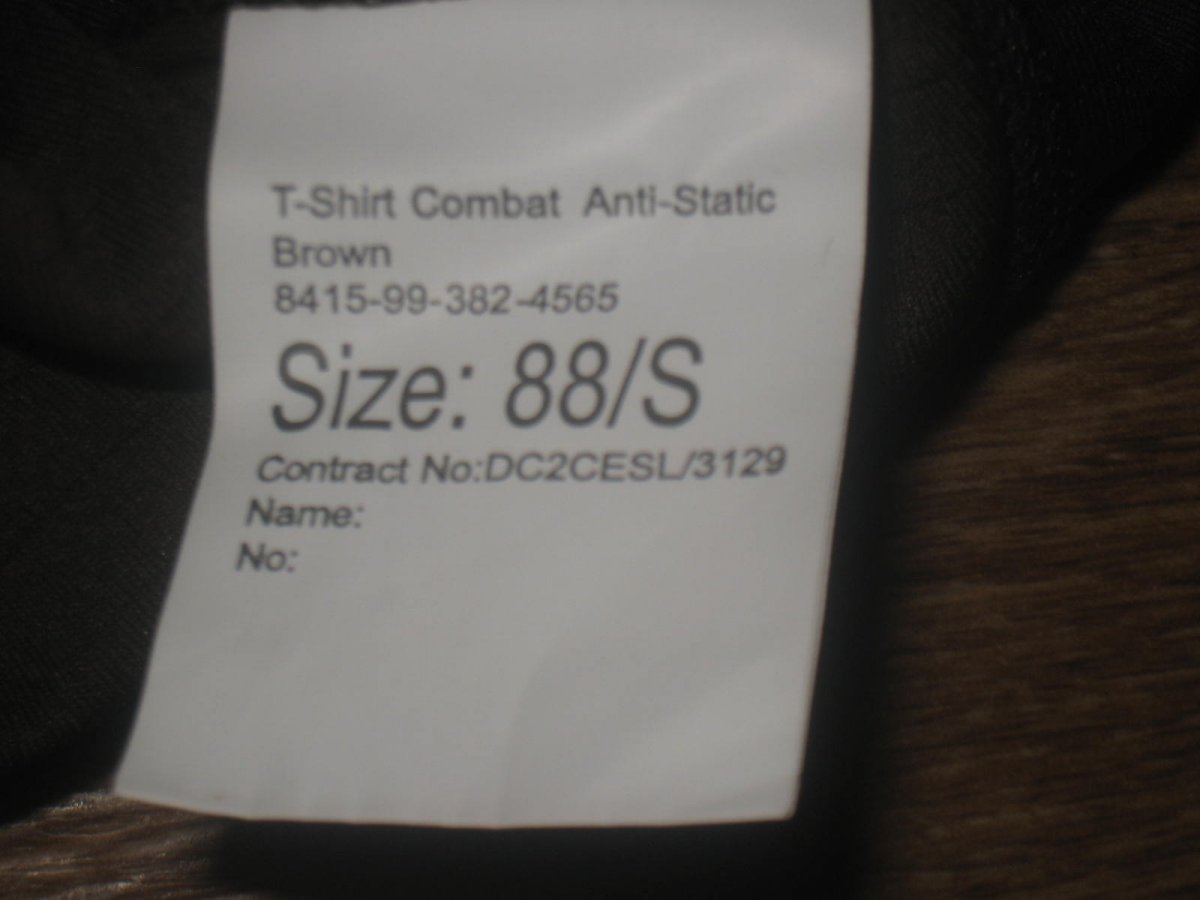 T-Shirt Combat Anti-Static
Brown
8415-99-382-4565
Size: 88/S
Contract No:DC2CESL/3129
Name:
No: